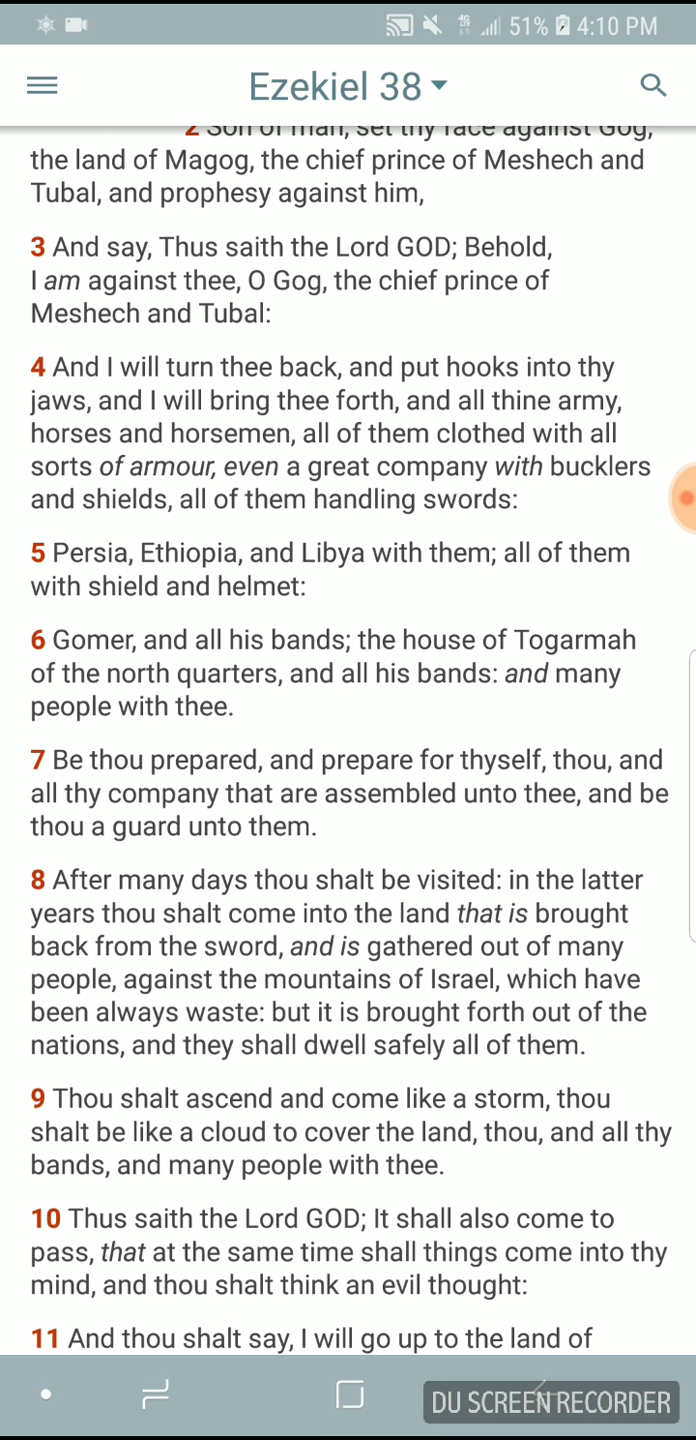 4G
51% 4:10 PM
Ezekiel 38
2 Son of man, set thy face against Gog,
the land of Magog, the chief prince of Meshech and
Tubal, and prophesy against him,
3 And say, Thus saith the Lord GOD; Behold,
I am against thee, O Gog, the chief prince of
Meshech and Tubal:
4 And I will turn thee back, and put hooks into thy
jaws, and I will bring thee forth, and all thine army,
horses and horsemen, all of them clothed with all
sorts of armour, even a great company with bucklers
and shields, all of them handling swords:
5 Persia, Ethiopia, and Libya with them; all of them
with shield and helmet:
6 Gomer, and all his bands; the house of Togarmah
of the north quarters, and all his bands: and many
people with thee.
7 Be thou prepared, and prepare for thyself, thou, and
all thy company that are assembled unto thee, and be
thou a guard unto them.
8 After many days thou shalt be visited: in the latter
years thou shalt come into the land that is brought
back from the sword, and is gathered out of many
people, against the mountains of Israel, which have
been always waste: but it is brought forth out of the
nations, and they shall dwell safely all of them.
9 Thou shalt ascend and come like a storm, thou
shalt be like a cloud to cover the land, thou, and all thy
bands, and many people with thee.
10 Thus saith the Lord GOD; It shall also come to
pass, that at the same time shall things come into thy
mind, and thou shalt think an evil thought:
11 And thou shalt say, I will go up to the land of
DU SCREEN RECORDER